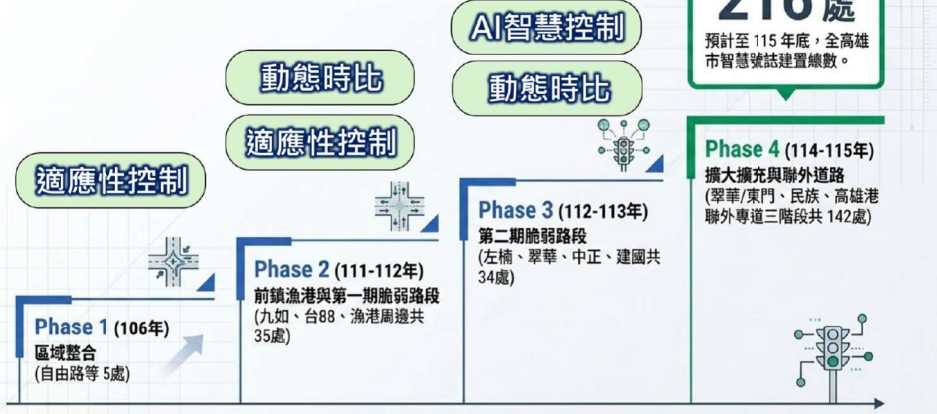 適應性控制
Phase 1 (106年)
區域整合
(自由路等 5處)
動態時比
適應性控制
Phase 2 (111-112年)
前鎮漁港與第一期脆弱路段
(九如、台88、漁港周邊共
35處)
AI智慧控制
動態時比
Phase 3 (112-113年)
第二期脆弱路段
(左楠、翠華、中正、建國共
34處)
216處
預計至 115 年底,全高雄
市智慧號誌建置總數。
Phase 4 (114-115年)
擴大擴充與聯外道路
(翠華/東門、民族、高雄港
聯外專道三階段共 142處)